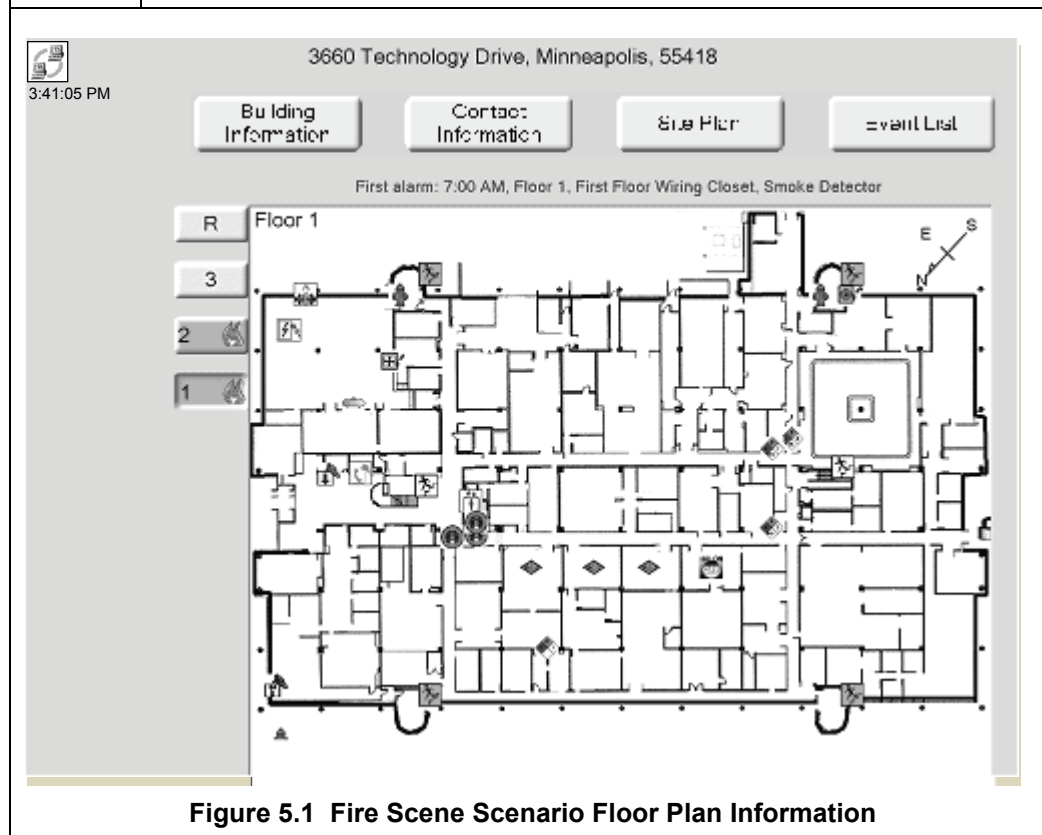 3660 Technology Drive, Minneapolis, 55418
3:41:05 PM
Building Information
Contact Information
Site Plan
Event List
First alarm: 7:00 AM, Floor 1, First Floor Wiring Closet, Smoke Detector
R
Floor 1
E
S
N
3
2
1
Figure 5.1 Fire Scene Scenario Floor Plan Information